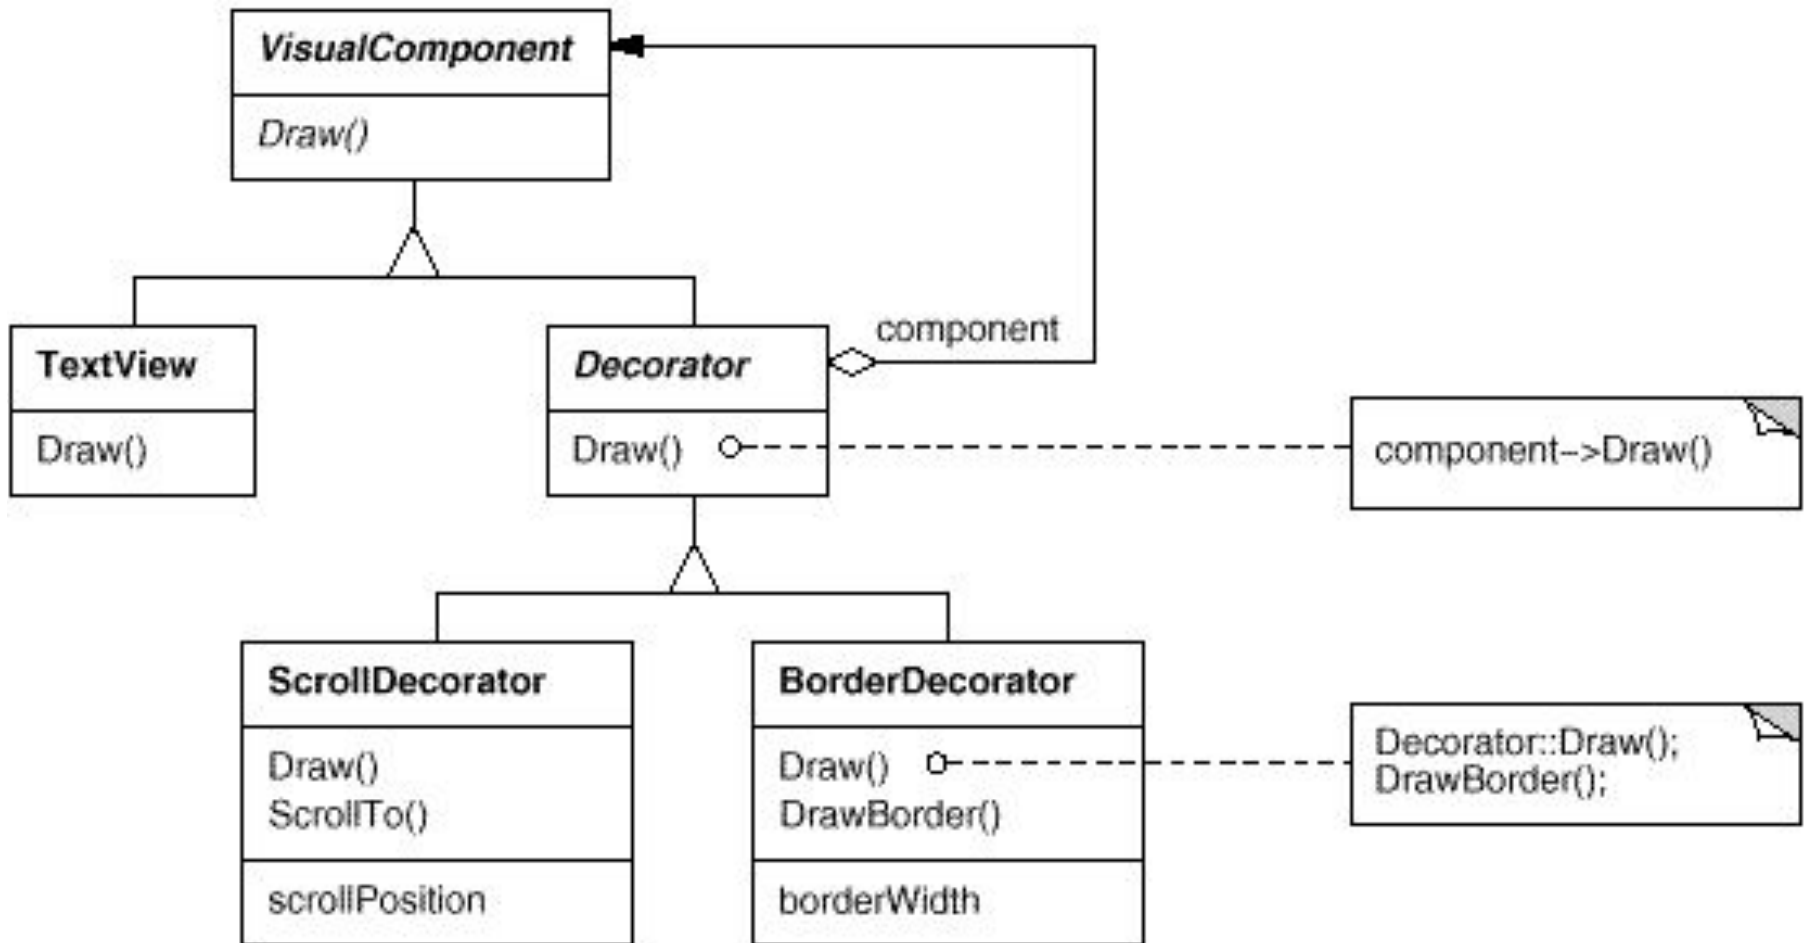 VisualComponent
Draw()
TextView
Draw()
Decorator
Draw()
component
component–>Draw()
ScrollDecorator
Draw()
ScrollTo()
scrollPosition
BorderDecorator
Draw()
DrawBorder()
borderWidth
Decorator::Draw();
DrawBorder();